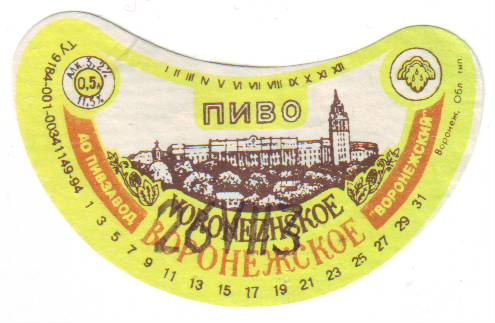 ТУ 9184-001-00341149-94
АЛК 3,2%
0,5л
11,5%
I II III IV V VI VII VIII IX X XI XII
ПИВО
Воронеж, Обл тип.
АО ПИВЗАВОД
"ВОРОНЕЖСКИЙ"
VORONEZHSKOE
ВОРОНЕЖСКОЕ
1 3 5 7 9 11 13 15 17 19 21 23 25 27 29 31